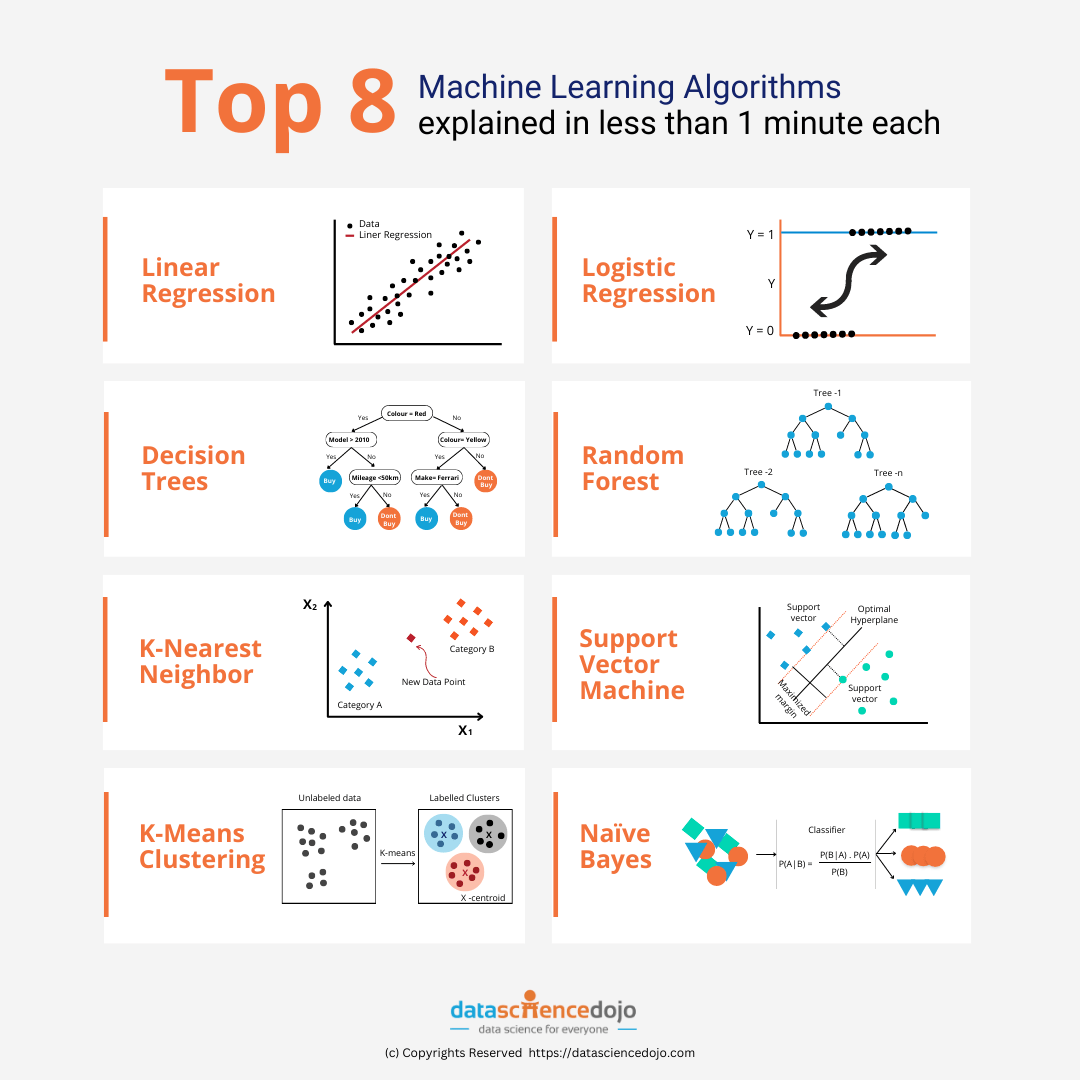 Top 8
Machine Learning Algorithms
explained in less than 1 minute each
Linear
Regression
Data
Liner Regression
Logistic
Regression
Y = 1
Y
Y = 0
Decision
Trees
Colour = Red
Yes
No
Model > 2010
Colour= Yellow
Yes
No
Yes
No
Buy
Mileage <50km
Make= Ferrari
Dont
Buy
Yes
No
Yes
No
Buy
Dont
Buy
Buy
Dont
Buy
Random
Forest
Tree -1
Tree -2
Tree -n
K-Nearest
Neighbor
X₂
Category B
New Data Point
Category A
X₁
Support
Vector
Machine
Support
vector
Optimal
Hyperplane
Maximized
margin
Support
vector
K-Means
Clustering
Unlabeled data
K-means
Labelled Clusters
X
X
X
X -centroid
Naïve
Bayes
Classifier
P(A|B) =
P(B|A) . P(A)
P(B)
datasciencedojo
data science for everyone
(c) Copyrights Reserved https://datasciencedojo.com